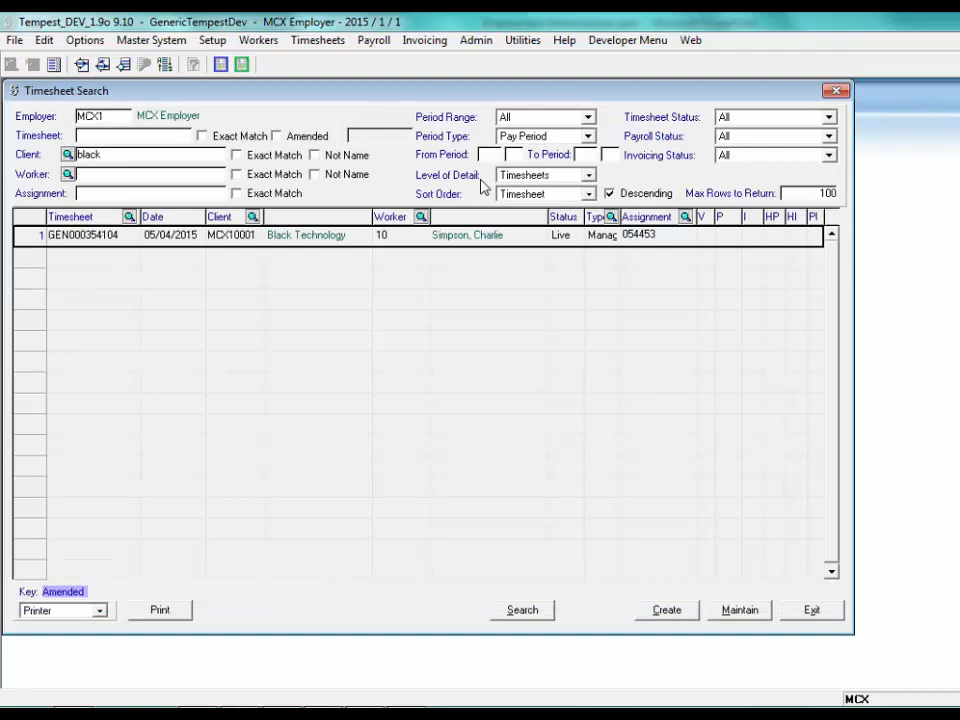 Tempest_DEV_1.9o 9.10 - GenericTempestDev - MCX Employer - 2015 / 1 / 1
File Edit Options Master System Setup Workers Timesheets Payroll Invoicing Admin Utilities Help Developer Menu Web
Timesheet Search
Employer: MCX1 MCX Employer Period Range: All Timesheet Status: All
Timesheet: Exact Match Amended Period Type: Pay Period Payroll Status: All
Client: black Exact Match Not Name From Period: To Period: Invoicing Status: All
Worker: Exact Match Not Name Level of Detail: Timesheets
Assignment: Exact Match Sort Order: Timesheet Descending Max Rows to Return: 100
Timesheet Date Client Worker Status Type Assignment V P I HP HI PI
1 GEN000354104 05/04/2015 MCX10001 Black Technology 10 Simpson, Charlie Live Manag 054453
Key: Amended
Printer Print Search Create Maintain Exit
MCX